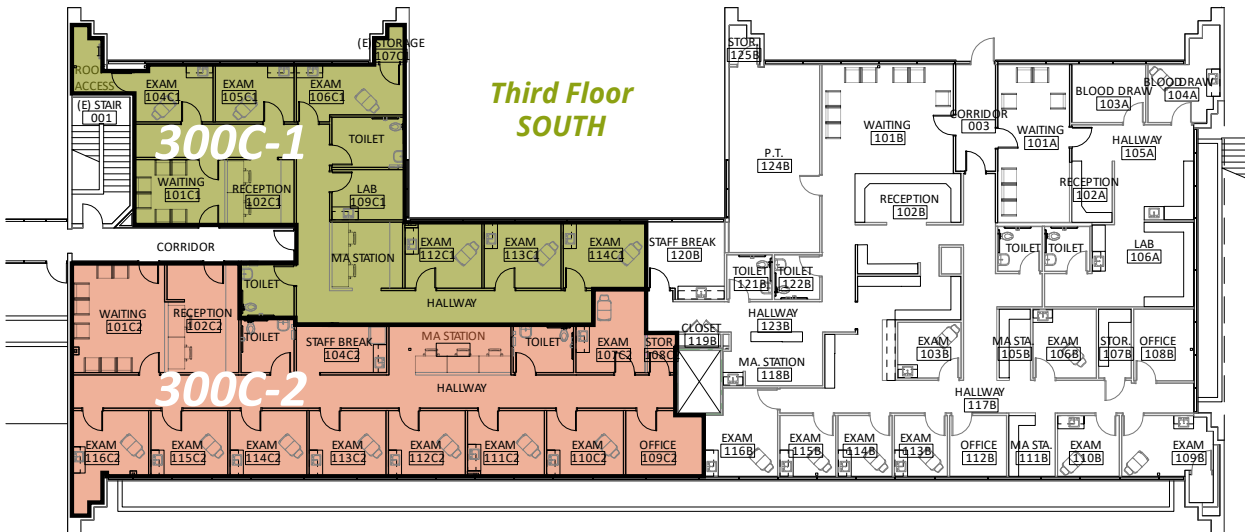 Third Floor
SOUTH
(E) STORAGE
107C1
ROOF
ACCESS
EXAM
104C1
EXAM
105C1
EXAM
106C1
(E) STAIR
001
300C-1
TOILET
WAITING
101C1
RECEPTION
102C1
LAB
109C1
CORRIDOR
MA STATION
EXAM
112C1
EXAM
113C1
EXAM
114C1
TOILET
HALLWAY
WAITING
101C2
RECEPTION
102C2
TOILET
STAFF BREAK
104C2
MA STATION
TOILET
EXAM
107C2
STOR.
108C2
300C-2
HALLWAY
EXAM
116C2
EXAM
115C2
EXAM
114C2
EXAM
113C2
EXAM
112C2
EXAM
111C2
EXAM
110C2
OFFICE
109C2
STOR.
125B
P.T.
124B
WAITING
101B
CORRIDOR
003
WAITING
101A
BLOOD DRAW
103A
BLOOD DRAW
104A
HALLWAY
105A
RECEPTION
102A
RECEPTION
102B
STAFF BREAK
120B
TOILET
121B
TOILET
122B
TOILET
TOILET
LAB
106A
HALLWAY
123B
CLOSET
119B
MA. STATION
118B
EXAM
103B
MA STA.
105B
EXAM
106B
STOR.
107B
OFFICE
108B
HALLWAY
117B
EXAM
116B
EXAM
115B
EXAM
114B
EXAM
113B
OFFICE
112B
MA STA.
111B
EXAM
110B
EXAM
109B